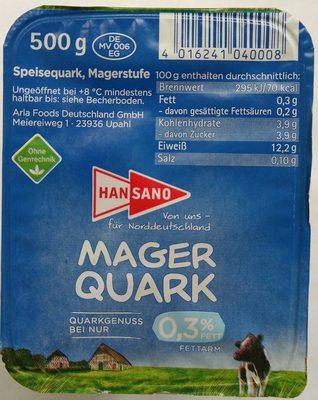 500 g
DE
MV 006
EG
4 016241 040008
Speisequark, Magerstufe
Ungeöffnet bei +8 °C mindestens
haltbar bis: siehe Becherboden.
Arla Foods Deutschland GmbH
Meiereiweg 1 · 23936 Upahl
100 g enthalten durchschnittlich:
Brennwert 295 kJ/70 kcal
Fett 0,3 g
- davon gesättigte Fettsäuren 0,2 g
Kohlenhydrate 3,9 g
- davon Zucker 3,9 g
Eiweiß 12,2 g
Salz 0,10 g
Ohne
Gentechnik
HANSANO
Von uns -
für Norddeutschland
MAGER
QUARK
QUARKGENUSS
BEI NUR
0,3% FETT
FETTARM